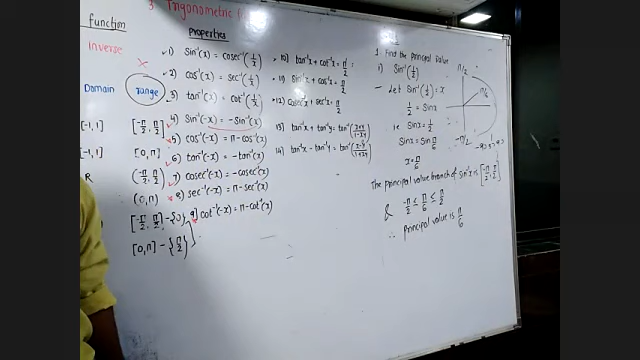 3 Trigonometric
function
Inverse
Domain
range
[-1, 1] [-π/2, π/2]
[-1, 1] [0, π]
R (-π/2, π/2)
(0, π)
[-π/2, π/2] - {0}
[0, π] - {π/2}
Properties
1) Sin⁻¹(x) = cosec⁻¹(1/x)
2) cos⁻¹(x) = sec⁻¹(1/x)
3) tan⁻¹(x) = cot⁻¹(1/x)
4) Sin⁻¹(-x) = -Sin⁻¹(x)
5) cos⁻¹(-x) = π - cos⁻¹(x)
6) tan⁻¹(-x) = -tan⁻¹(x)
7) cosec⁻¹(-x) = -cosec⁻¹(x)
8) sec⁻¹(-x) = π - sec⁻¹(x)
9) cot⁻¹(-x) = π - cot⁻¹(x)
10) tan⁻¹x + cot⁻¹x = π/2
Sin⁻¹x + cos⁻¹x = π/2
12) cosec⁻¹x + sec⁻¹x = π/2
13) tan⁻¹x + tan⁻¹y = tan⁻¹(x+y/1-xy)
14) tan⁻¹x - tan⁻¹y = tan⁻¹(x-y/1+xy)
1. Find the principal value
i) Sin⁻¹(1/2)
- Let Sin⁻¹(1/2) = x
1/2 = Sinx
i.e Sinx = 1/2
Sinx = Sin π/6
x = π/6
π/2
π/6
-π/2
The principal value branch of sin⁻¹x is [-π/2, π/2]
& -π/2 ≤ π/6 ≤ π/2
∴ principal value is π/6